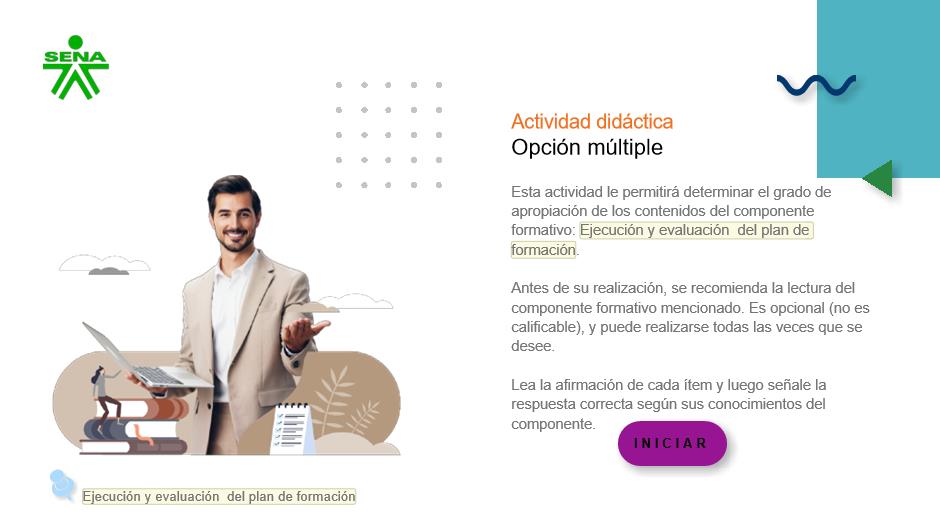 SENA
Actividad didáctica
Opción múltiple
Esta actividad le permitirá determinar el grado de
apropiación de los contenidos del componente
formativo: Ejecución y evaluación  del plan de
formación.
Antes de su realización, se recomienda la lectura del
componente formativo mencionado. Es opcional (no es
calificable), y puede realizarse todas las veces que se
desee.
Lea la afirmación de cada ítem y luego señale la
respuesta correcta según sus conocimientos del
componente.
INICIAR
Ejecución y evaluación  del plan de formación